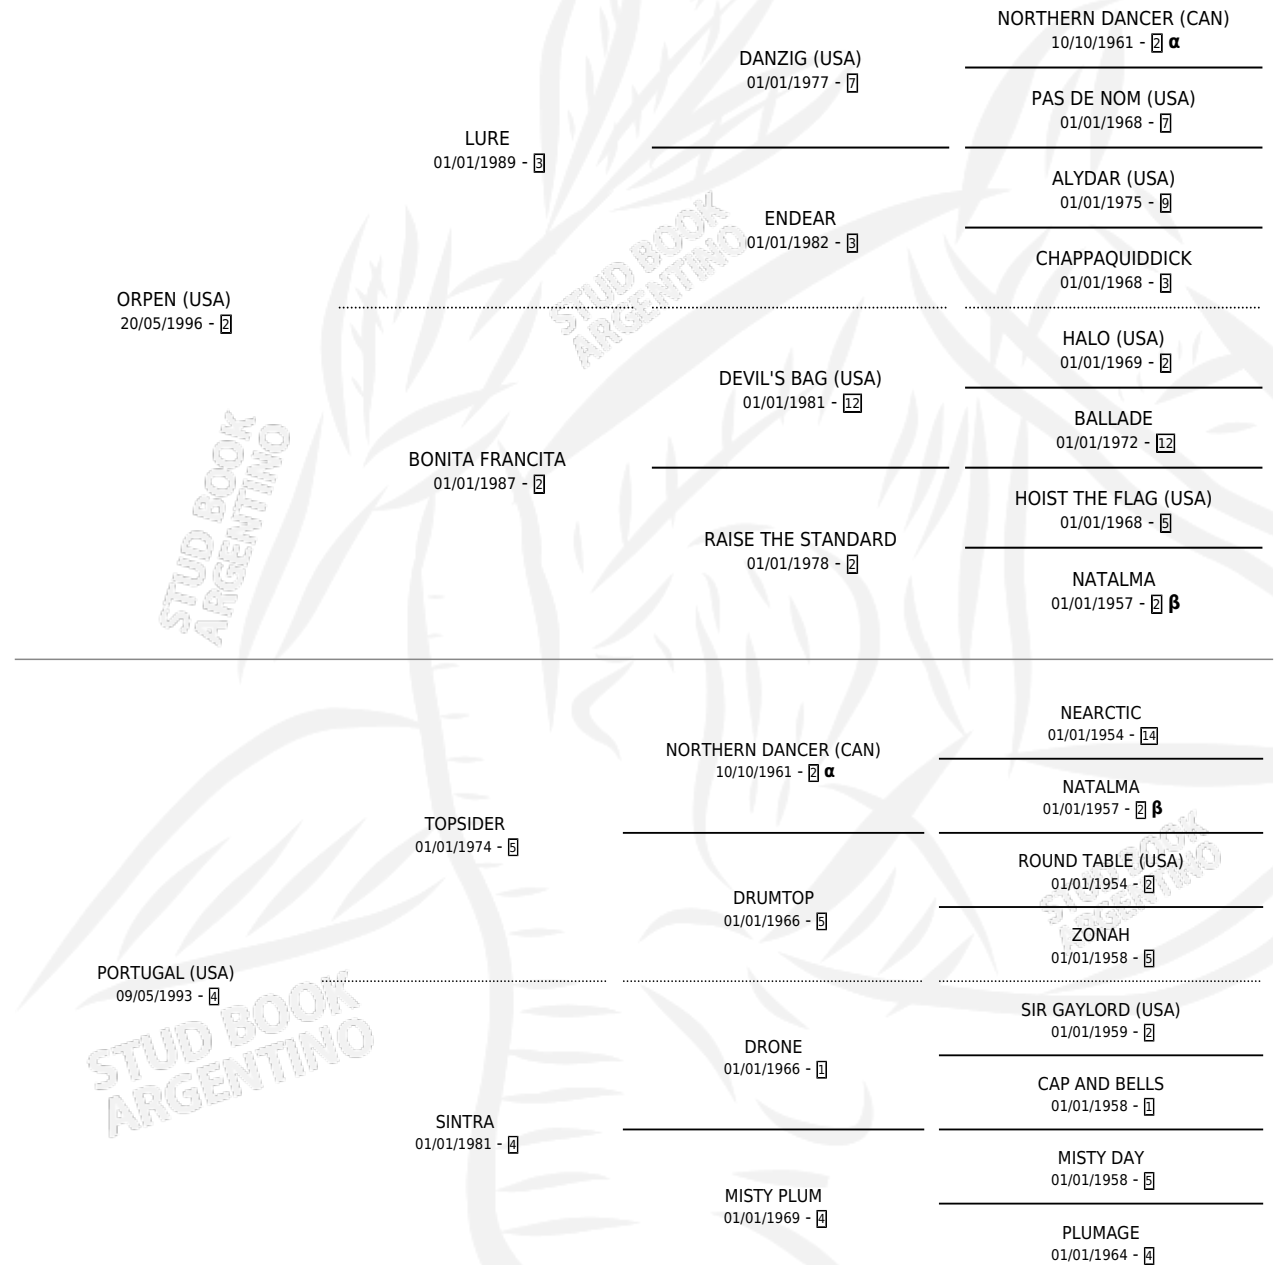 NORTHERN DANCER (CAN)
10/10/1961 - 2 α
DANZIG (USA)
01/01/1977 - 7
PAS DE NOM (USA)
01/01/1968 - 7
LURE
01/01/1989 - 3
ALYDAR (USA)
01/01/1975 - 9
ENDEAR
01/01/1982 - 3
CHAPPAQUIDDICK
01/01/1968 - 3
ORPEN (USA)
20/05/1996 - 2
HALO (USA)
01/01/1969 - 2
DEVIL'S BAG (USA)
01/01/1981 - 12
BALLADE
01/01/1972 - 12
BONITA FRANCITA
01/01/1987 - 2
HOIST THE FLAG (USA)
01/01/1968 - 5
RAISE THE STANDARD
01/01/1978 - 2
NATALMA
01/01/1957 - 2 β
NEARCTIC
01/01/1954 - 14
NORTHERN DANCER (CAN)
10/10/1961 - 2 α
NATALMA
01/01/1957 - 2 β
TOPSIDER
01/01/1974 - 5
ROUND TABLE (USA)
01/01/1954 - 2
DRUMTOP
01/01/1966 - 5
ZONAH
01/01/1958 - 5
PORTUGAL (USA)
09/05/1993 - 4
SIR GAYLORD (USA)
01/01/1959 - 2
DRONE
01/01/1966 - 1
CAP AND BELLS
01/01/1958 - 1
SINTRA
01/01/1981 - 4
MISTY DAY
01/01/1958 - 5
MISTY PLUM
01/01/1969 - 4
PLUMAGE
01/01/1964 - 4
STUD BOOK
ARGENTINO
STUD BOOK
ARGENTINO
STUD BOOK
ARGENTINO
STUD BOOK
ARGENTINO